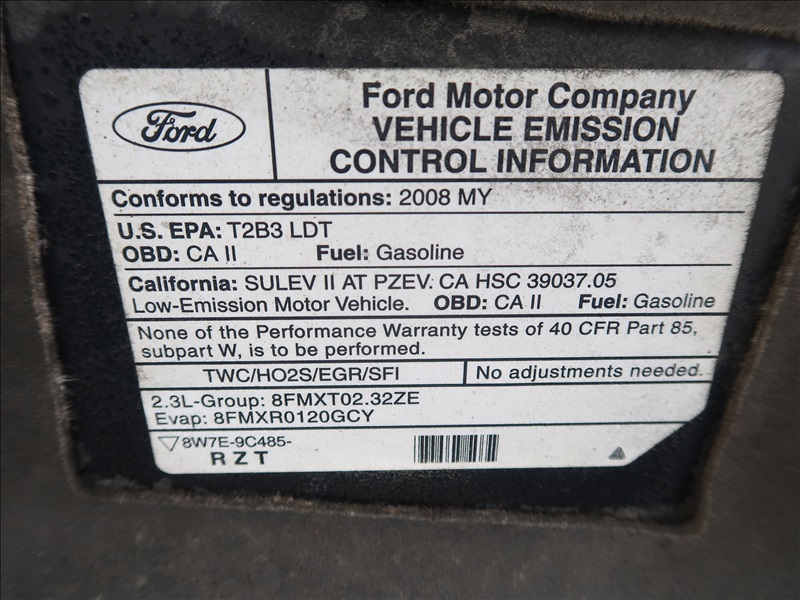 Ford
Ford Motor Company
VEHICLE EMISSION
CONTROL INFORMATION
Conforms to regulations: 2008 MY
U.S. EPA: T2B3 LDT
OBD: CA II Fuel: Gasoline
California: SULEV II AT PZEV. CA HSC 39037.05
Low-Emission Motor Vehicle. OBD: CA II Fuel: Gasoline
None of the Performance Warranty tests of 40 CFR Part 85,
subpart W, is to be performed.
TWC/HO2S/EGR/SFI No adjustments needed.
2.3L-Group: 8FMXT02.32ZE
Evap: 8FMXR0120GCY
8W7E-9C485-
RZT